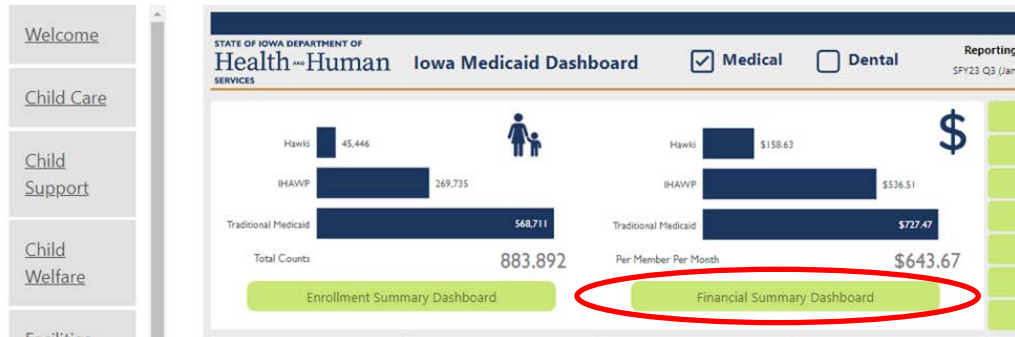 Welcome
Child Care
Child
Support
Child
Welfare
STATE OF IOWA DEPARTMENT OF
Health AND Human
SERVICES
Iowa Medicaid Dashboard
Medical
Dental
Reporting
SFY23 Q3 (Jan
Hawki 45,446
IHAWP 269,735
Traditional Medicaid 568,711
Total Counts 883,892
Enrollment Summary Dashboard
$
Hawki $158.63
IHAWP $536.51
Traditional Medicaid $727.47
Per Member Per Month $643.67
Financial Summary Dashboard